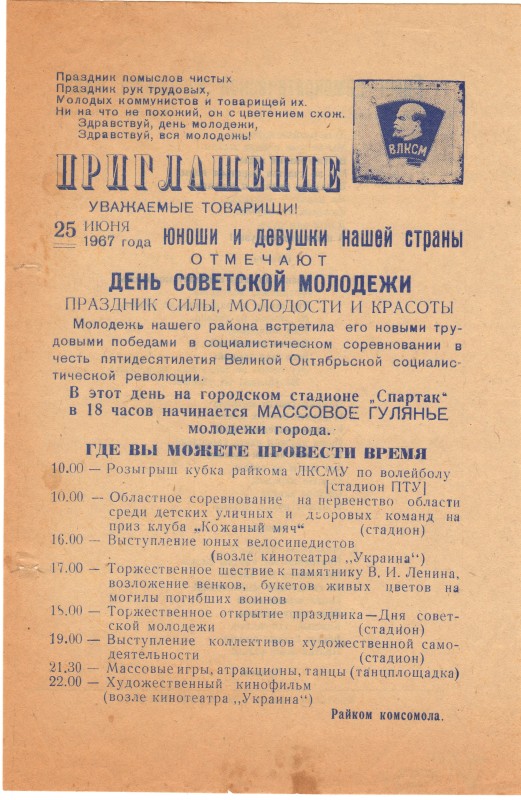 Праздник помыслов чистых
Праздник рук трудовых,
Молодых коммунистов и товарищей их.
Ни на что не похожий, он с цветением схож.
Здравствуй, день молодежи,
Здравствуй, вся молодежь!
ВЛКСМ
ПРИГЛАШЕНИЕ
УВАЖАЕМЫЕ ТОВАРИЩИ!
25 ИЮНЯ 1967 года юноши и девушки нашей страны
ОТМЕЧАЮТ
ДЕНЬ СОВЕТСКОЙ МОЛОДЕЖИ
ПРАЗДНИК СИЛЫ, МОЛОДОСТИ И КРАСОТЫ
Молодежь нашего района встретила его новыми тру-
довыми победами в социалистическом соревновании в
честь пятидесятилетия Великой Октябрьской социалис-
тической революции.
В этот день на городском стадионе „Спартак“
в 18 часов начинается МАССОВОЕ ГУЛЯНЬЕ
молодежи города.
ГДЕ ВЫ МОЖЕТЕ ПРОВЕСТИ ВРЕМЯ
10.00 — Розыгрыш кубка райкома ЛКСМУ по волейболу
[стадион ПТУ]
10.00 — Областное соревнование на первенство области
среди детских уличных и дворовых команд на
приз клуба „Кожаный мяч“ (стадион)
16.00 — Выступление юных велосипедистов
(возле кинотеатра „Украина“)
17.00 — Торжественное шествие к памятнику В. И. Ленина,
возложение венков, букетов живых цветов на
могилы погибших воинов
18.00 — Торжественное открытие праздника—Дня совет-
ской молодежи (стадион)
19.00 — Выступление коллективов художественной само-
деятельности (стадион)
21.30 — Массовые игры, атракционы, танцы (танцплощадка)
22.00 — Художественный кинофильм
(возле кинотеатра „Украина“)
Райком комсомола.